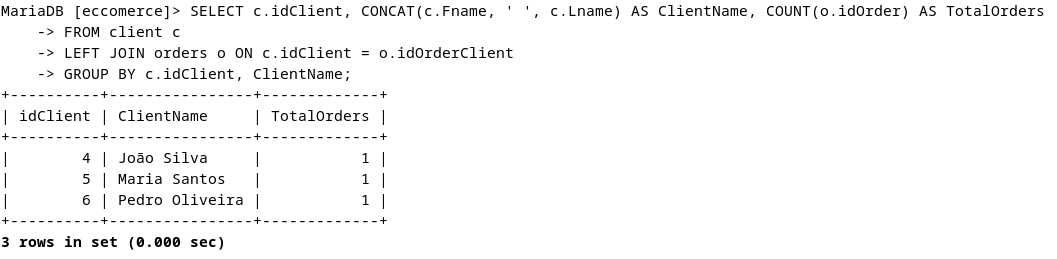 MariaDB [eccomerce]> SELECT c.idClient, CONCAT(c.Fname, ' ', c.Lname) AS ClientName, COUNT(o.idOrder) AS TotalOrders
    -> FROM client c
    -> LEFT JOIN orders o ON c.idClient = o.idOrderClient
    -> GROUP BY c.idClient, ClientName;
+----------+----------------+-------------+
| idClient | ClientName     | TotalOrders |
+----------+----------------+-------------+
|        4 | João Silva     |           1 |
|        5 | Maria Santos   |           1 |
|        6 | Pedro Oliveira |           1 |
+----------+----------------+-------------+
3 rows in set (0.000 sec)